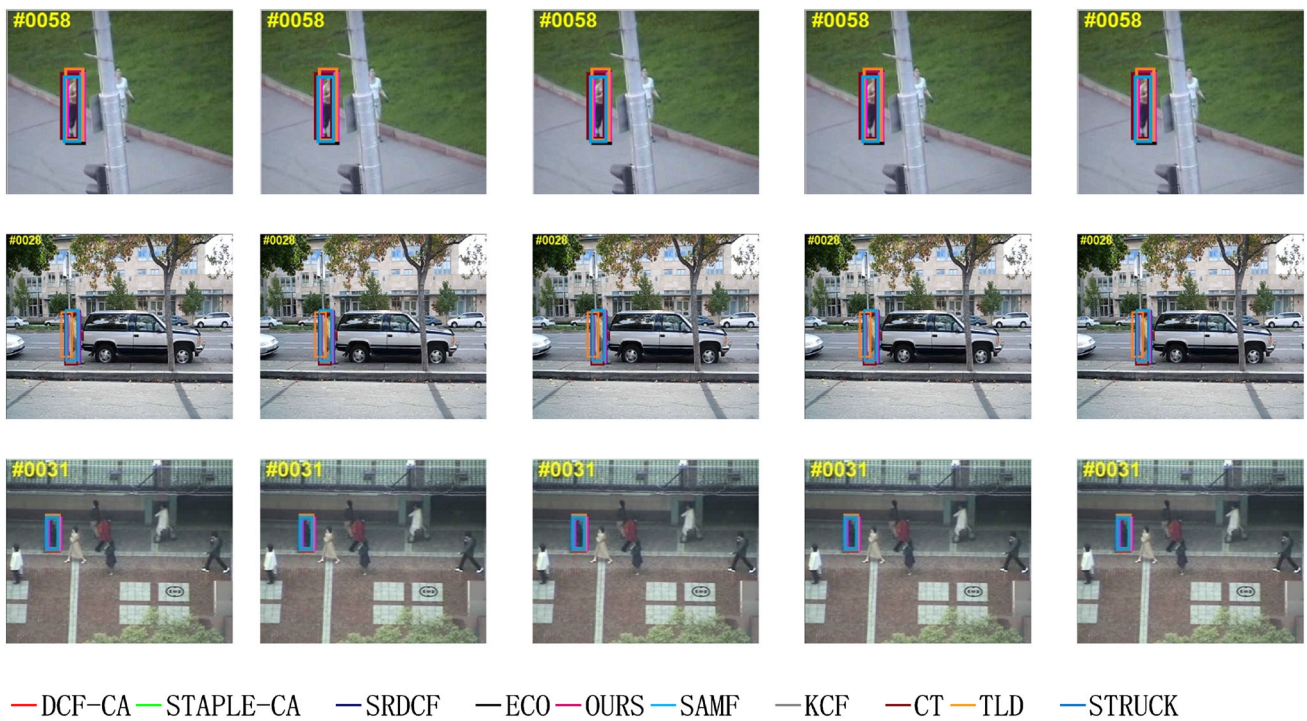 #0058 #0058 #0058 #0058 #0058
#0028 #0028 #0028 #0028 #0028
#0031 #0031 #0031 #0031 #0031
DCF-CA STAPLE-CA SRDCF ECO OURS SAMF KCF CT TLD STRUCK